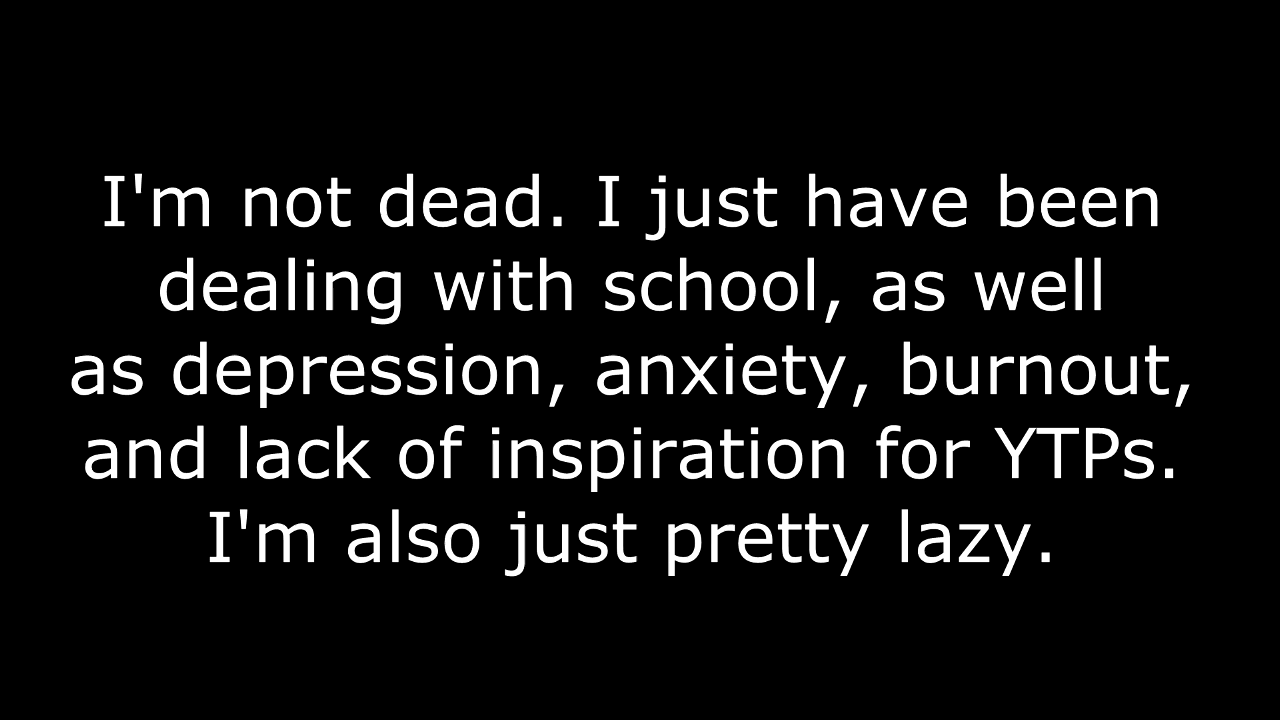 I'm not dead. I just have been
dealing with school, as well
as depression, anxiety, burnout,
and lack of inspiration for YTPs.
I'm also just pretty lazy.